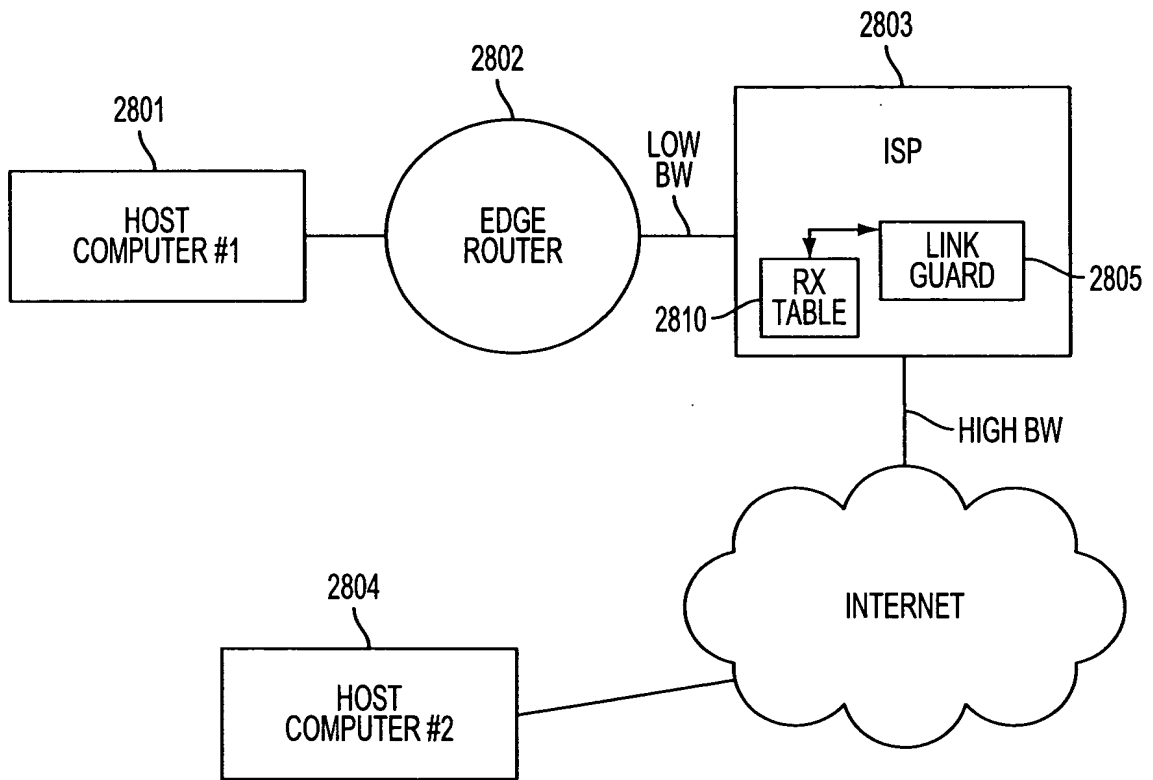 2803
2802
2801
LOW
BW
ISP
HOST
COMPUTER #1
EDGE
ROUTER
LINK
GUARD
2805
RX
TABLE
2810
HIGH BW
2804
INTERNET
HOST
COMPUTER #2